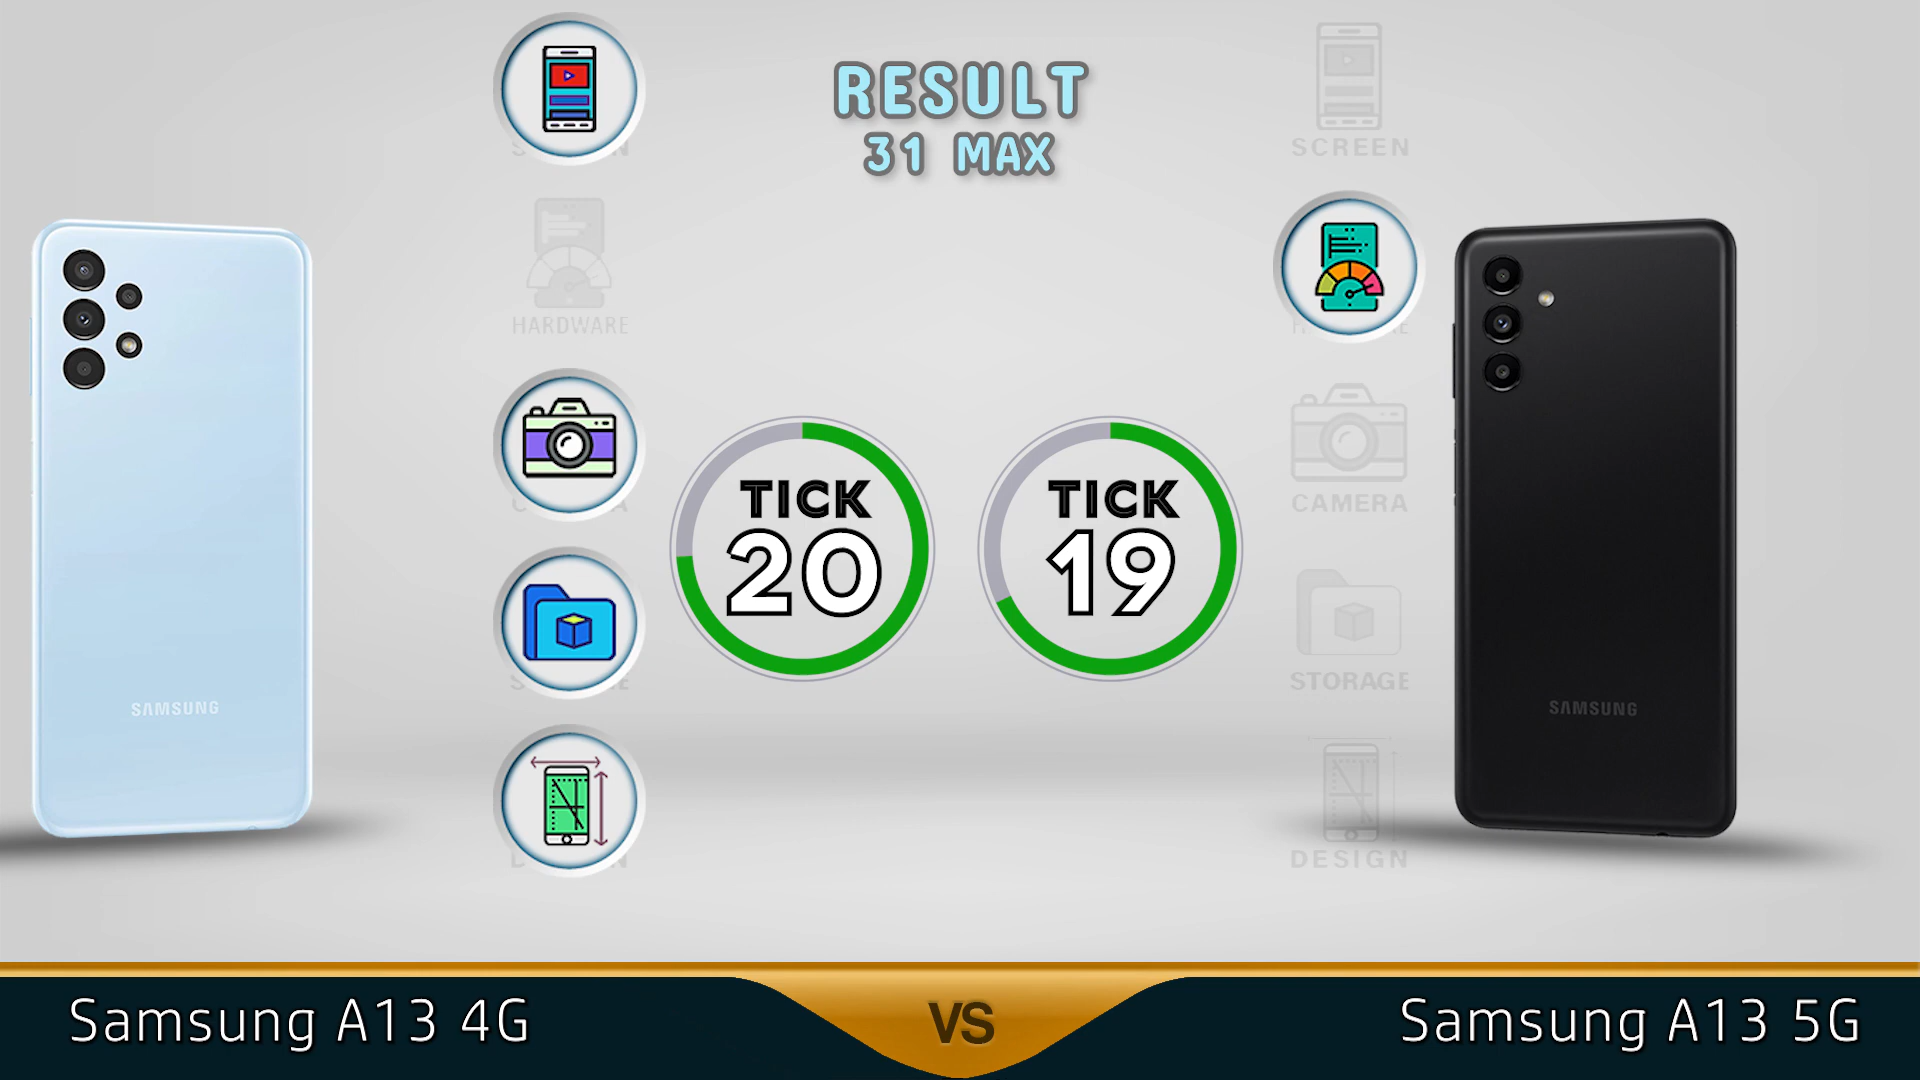 RESULT
31 MAX
SCREEN
HARDWARE
CAMERA
STORAGE
DESIGN
TICK
20
TICK
19
SAMSUNG
SAMSUNG
Samsung A13 4G
VS
Samsung A13 5G